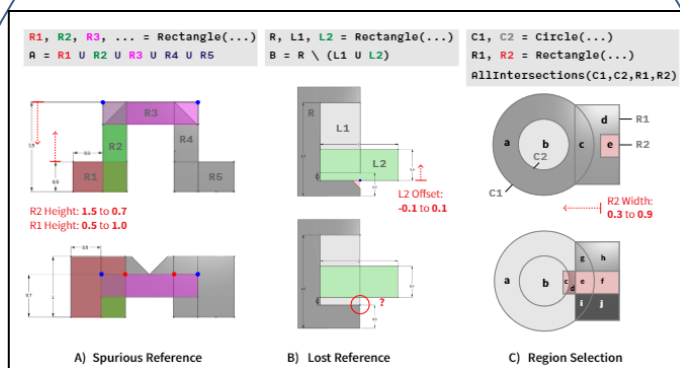 R1, R2, R3, ... = Rectangle(...)
A = R1 U R2 U R3 U R4 U R5
R, L1, L2 = Rectangle(...)
B = R \ (L1 U L2)
C1, C2 = Circle(...)
R1, R2 = Rectangle(...)
AllIntersections(C1,C2,R1,R2)
R3
R2
R4
R1
R5
R2 Height: 1.5 to 0.7
R1 Height: 0.5 to 1.0
R
L1
L2
L2 Offset:
-0.1 to 0.1
?
a
b
c
d
e
R1
R2
C2
C1
R2 Width:
0.3 to 0.9
a
b
c
d
e
f
g
h
i
j
A) Spurious Reference
B) Lost Reference
C) Region Selection